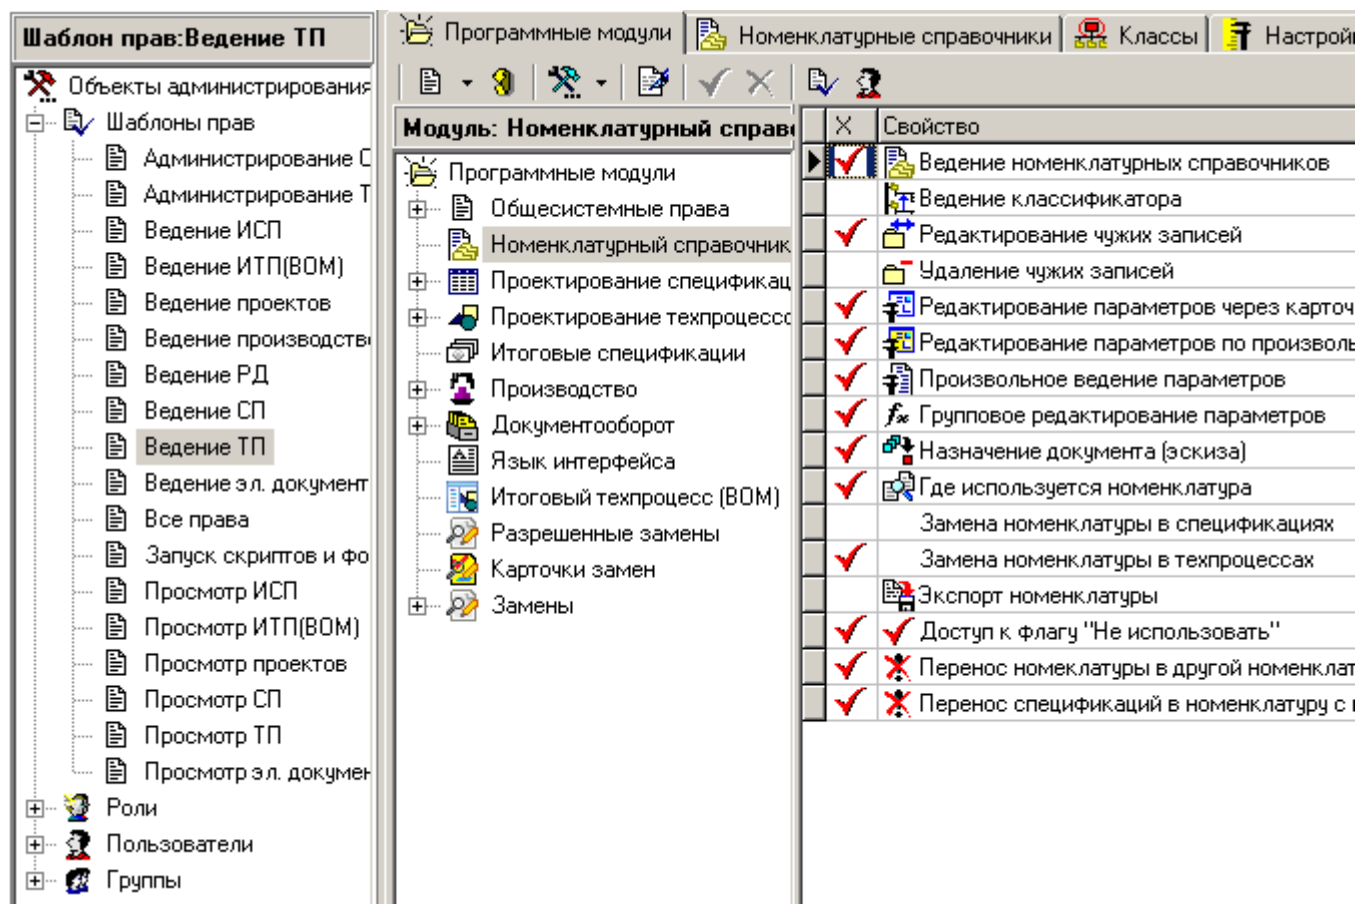 Шаблон прав:Ведение ТП
Объекты администрирования
Шаблоны прав
Администрирование С
Администрирование Т
Ведение ИСП
Ведение ИТП(ВОМ)
Ведение проектов
Ведение производств
Ведение РД
Ведение СП
Ведение ТП
Ведение эл. документ
Все права
Запуск скриптов и фо
Просмотр ИСП
Просмотр ИТП(ВОМ)
Просмотр проектов
Просмотр СП
Просмотр ТП
Просмотр эл. докумен
Роли
Пользователи
Группы
Программные модули
Номенклатурные справочники
Классы
Настрой
Модуль: Номенклатурный справо
Программные модули
Общесистемные права
Номенклатурный справочник
Проектирование спецификац
Проектирование техпроцессо
Итоговые спецификации
Производство
Документооборот
Язык интерфейса
Итоговый техпроцесс (ВОМ)
Разрешенные замены
Карточки замен
Замены
X Свойство
Ведение номенклатурных справочников
Ведение классификатора
Редактирование чужих записей
Удаление чужих записей
Редактирование параметров через карточ
Редактирование параметров по произволь
Произвольное ведение параметров
Групповое редактирование параметров
Назначение документа (эскиза)
Где используется номенклатура
Замена номенклатуры в спецификациях
Замена номенклатуры в техпроцессах
Экспорт номенклатуры
Доступ к флагу "Не использовать"
Перенос номеклатуры в другой номенклат
Перенос спецификаций в номенклатуру с